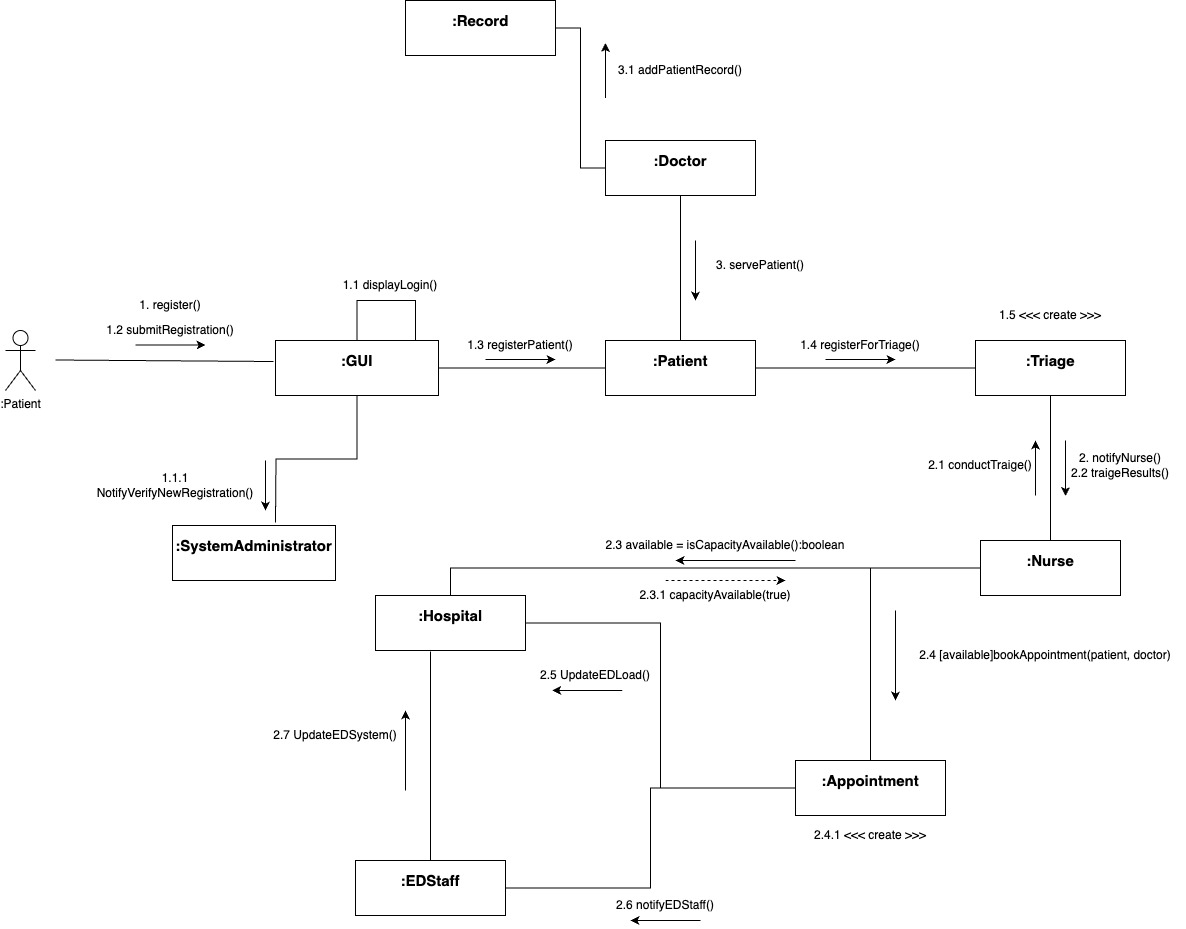 :Record
3.1 addPatientRecord()
:Doctor
3. servePatient()
1.1 displayLogin()
1. register()
1.2 submitRegistration()
1.5 <<< create >>>
:GUI
1.3 registerPatient()
:Patient
1.4 registerForTriage()
:Triage
:Patient
2.1 conductTraige()
2. notifyNurse()
2.2 traigeResults()
1.1.1
NotifyVerifyNewRegistration()
:SystemAdministrator
2.3 available = isCapacityAvailable():boolean
:Nurse
2.3.1 capacityAvailable(true)
:Hospital
2.4 [available]bookAppointment(patient, doctor)
2.5 UpdateEDLoad()
2.7 UpdateEDSystem()
:Appointment
2.4.1 <<< create >>>
:EDStaff
2.6 notifyEDStaff()